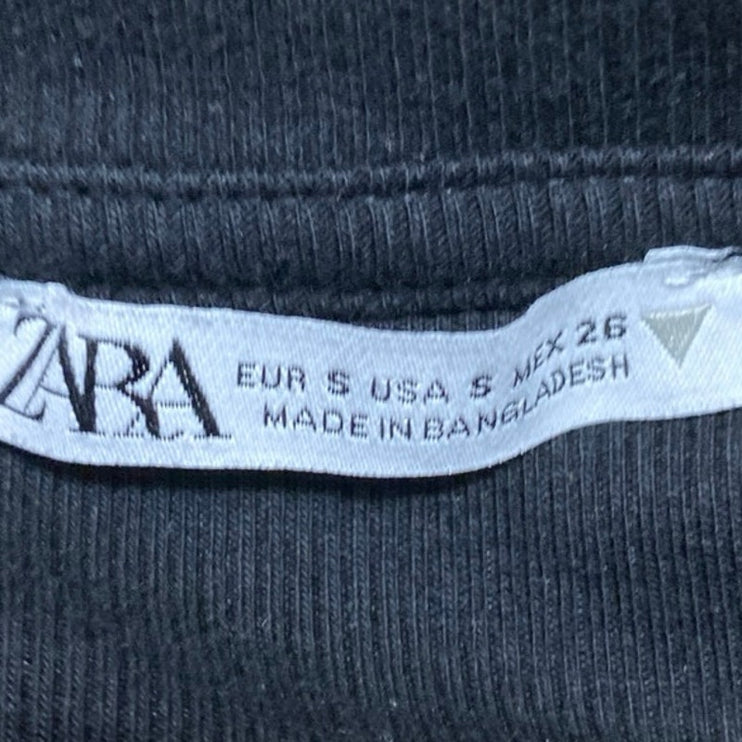 ZARA
EUR S USA S MEX 26
MADE IN BANGLADESH